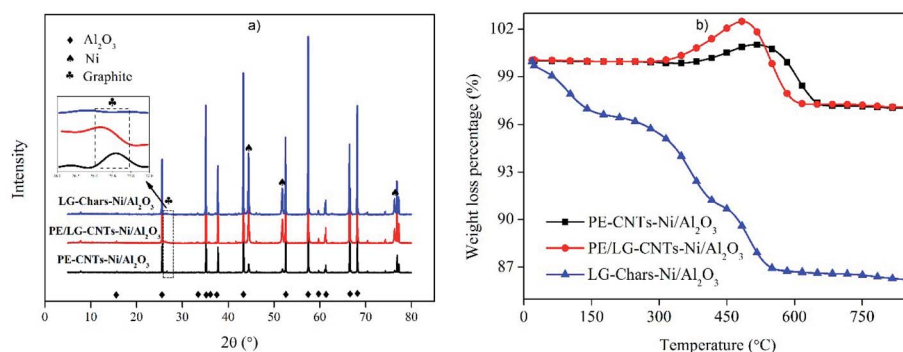 a)
♦ Al₂O₃
♠ Ni
♣ Graphite
♣
♠
♠
♠
♣
LG-Chars-Ni/Al₂O₃
PE/LG-CNTs-Ni/Al₂O₃
PE-CNTs-Ni/Al₂O₃
Intensity
0 10 20 30 40 50 60 70 80
2θ (°)
b)
102
99
96
93
90
87
Weight loss percentage (%)
PE-CNTs-Ni/Al₂O₃
PE/LG-CNTs-Ni/Al₂O₃
LG-Chars-Ni/Al₂O₃
0 150 300 450 600 750
Temperature (°C)